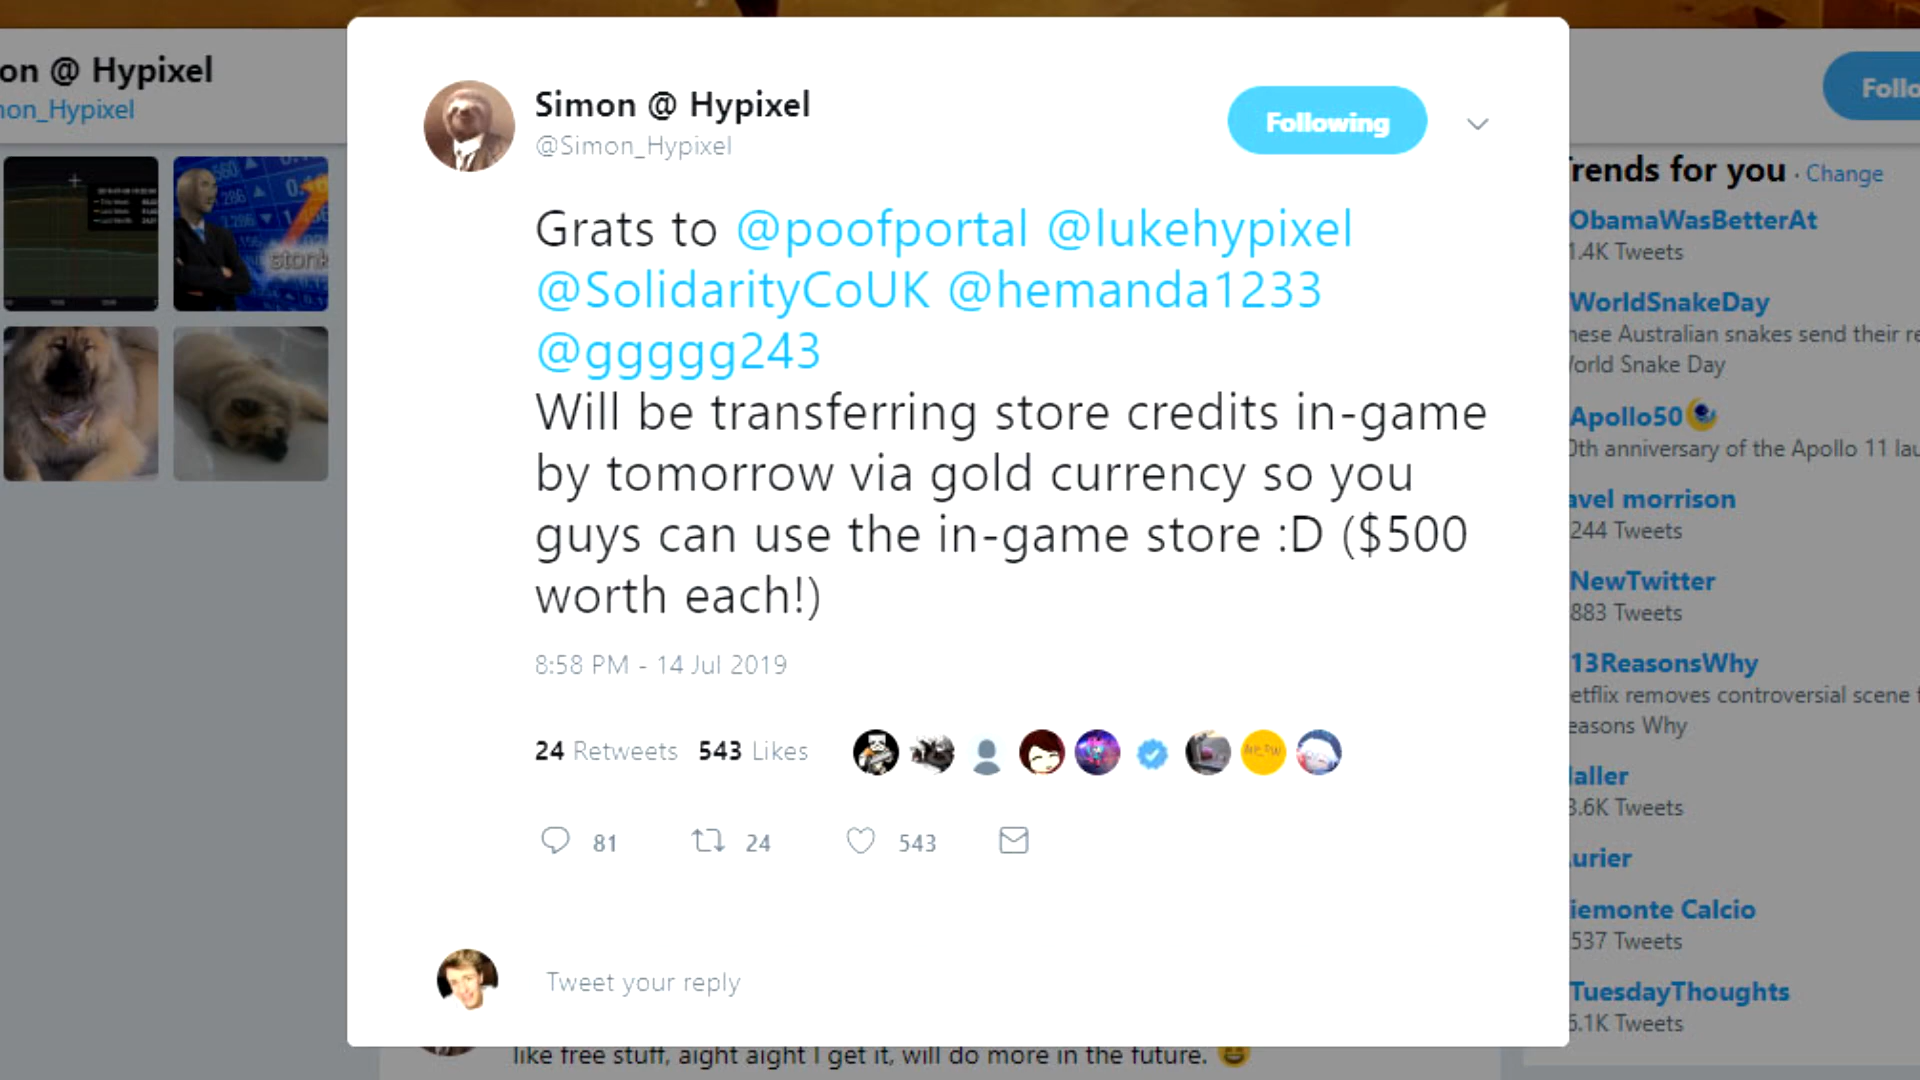 on @ Hypixel
non_Hypixel
stonk
Simon @ Hypixel
@Simon_Hypixel
Following
Grats to @poofportal @lukehypixel
@SolidarityCoUK @hemanda1233
@ggggg243
Will be transferring store credits in-game
by tomorrow via gold currency so you
guys can use the in-game store :D ($500
worth each!)
8:58 PM - 14 Jul 2019
24 Retweets 543 Likes
81 24 543
Tweet your reply
like free stuff, aight aight I get it, will do more in the future.
Follo
rends for you · Change
ObamaWasBetterAt
1.4K Tweets
WorldSnakeDay
hese Australian snakes send their re
orld Snake Day
Apollo50
0th anniversary of the Apollo 11 lau
avel morrison
244 Tweets
NewTwitter
883 Tweets
13ReasonsWhy
etflix removes controversial scene f
easons Why
aller
3.6K Tweets
urier
iemonte Calcio
537 Tweets
TuesdayThoughts
5.1K Tweets